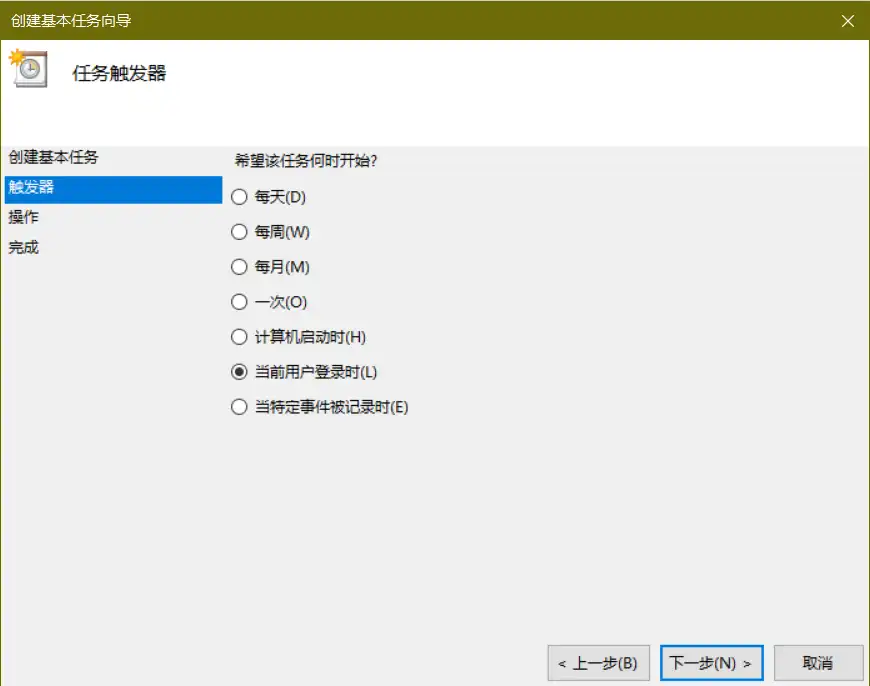 创建基本任务向导
任务触发器
创建基本任务
触发器
操作
完成
希望该任务何时开始?
每天(D)
每周(W)
每月(M)
一次(O)
计算机启动时(H)
当前用户登录时(L)
当特定事件被记录时(E)
< 上一步(B)
下一步(N) >
取消